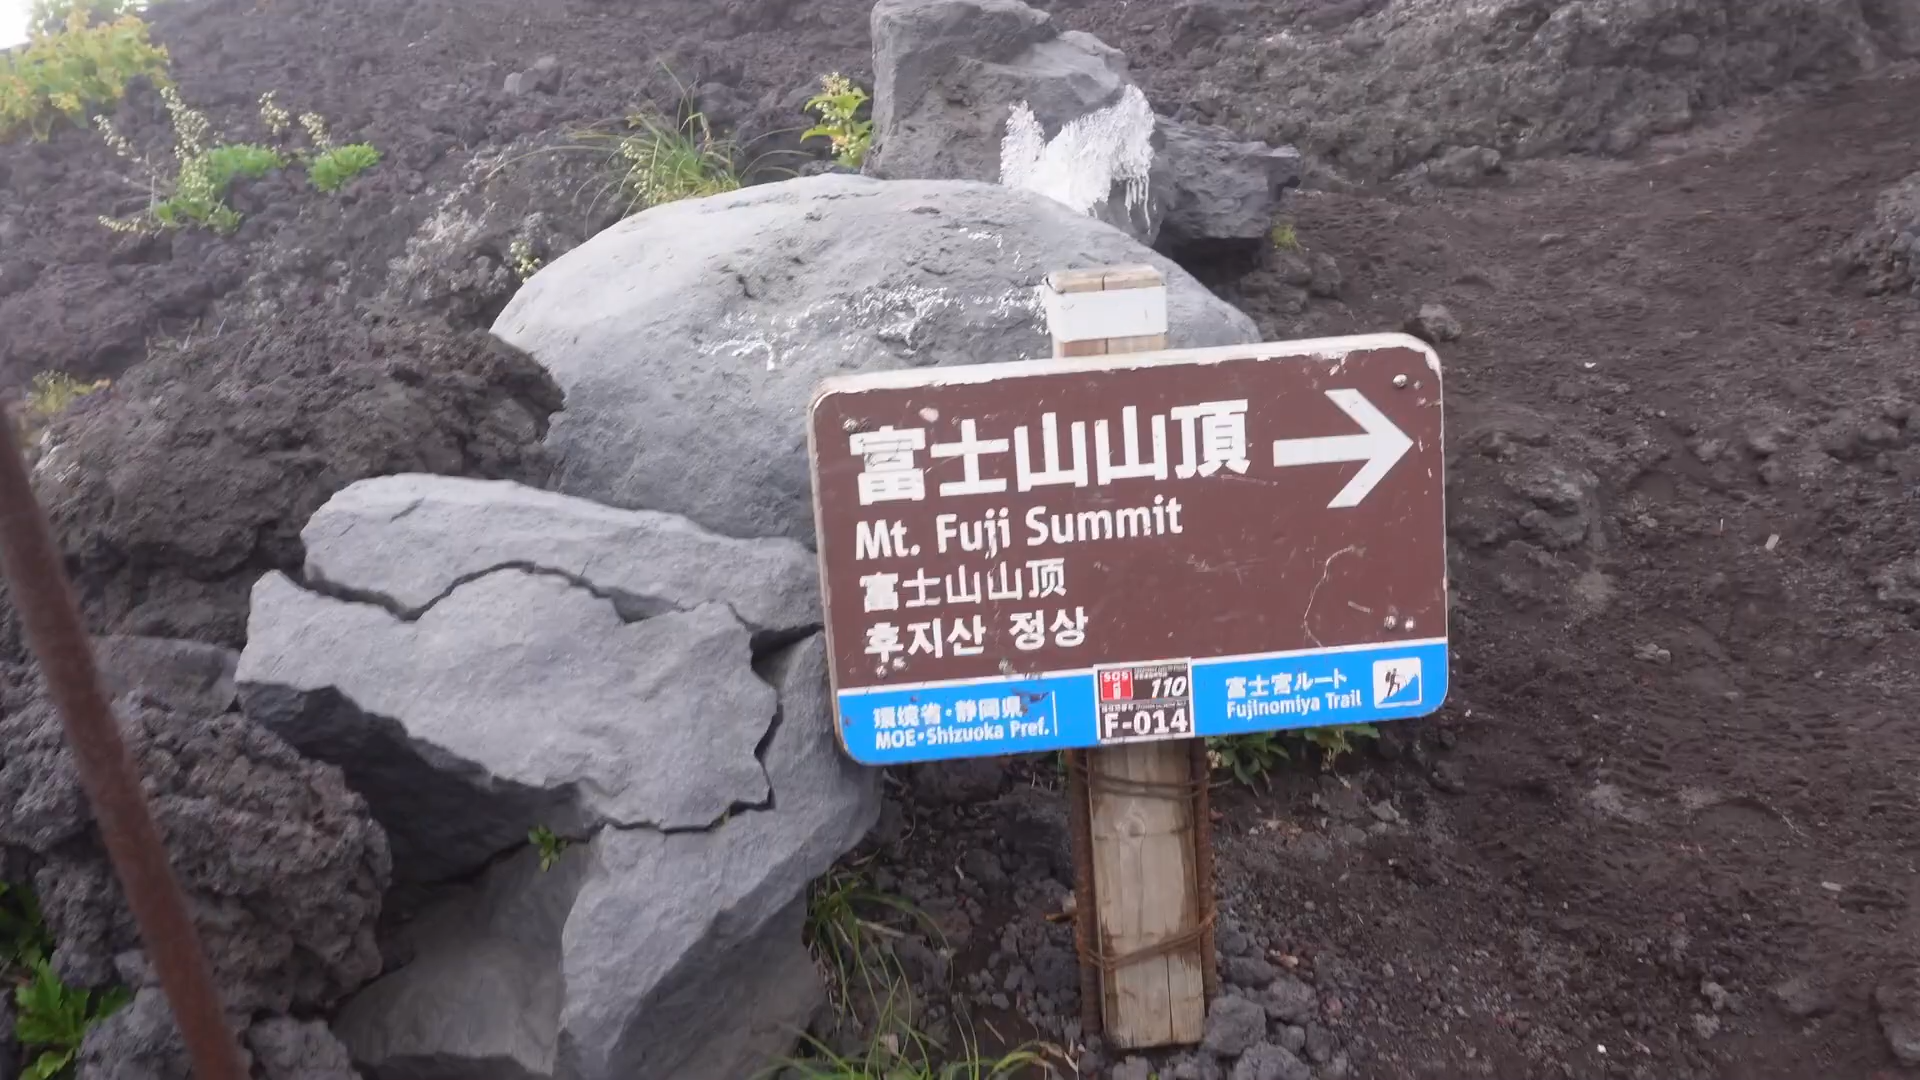 富士山山頂
Mt. Fuji Summit
富士山山顶
후지산 정상
環境省・静岡県
MOE・Shizuoka Pref.
SOS
110
F-014
富士宮ルート
Fujinomiya Trail